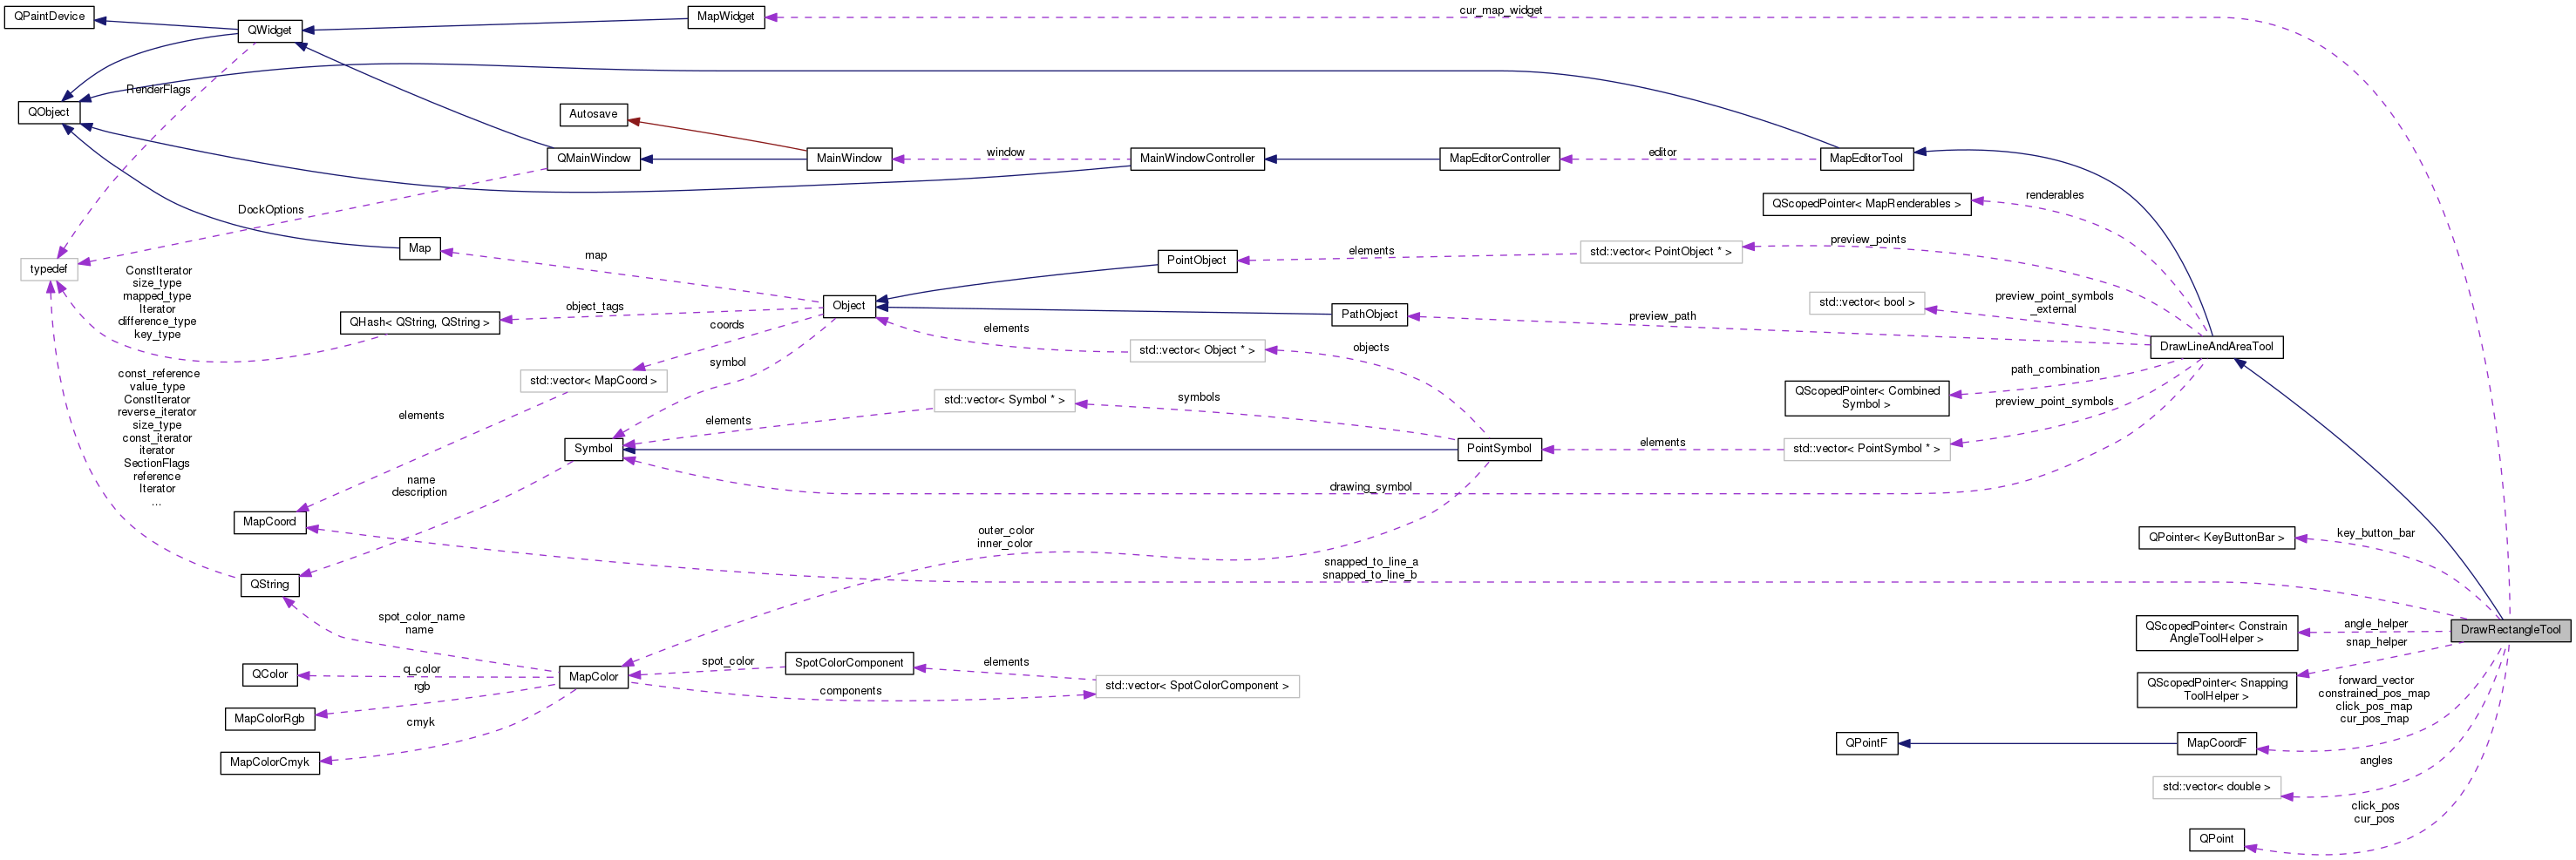 QPaintDevice
QWidget
MapWidget
cur_map_widget
RenderFlags
QObject
Autosave
QMainWindow
MainWindow
window
MainWindowController
MapEditorController
editor
MapEditorTool
QScopedPointer< MapRenderables >
renderables
DockOptions
Map
map
typedef
PointObject
elements
std::vector< PointObject * >
preview_points
ConstIterator
size_type
mapped_type
Iterator
difference_type
key_type
QHash< QString, QString >
object_tags
Object
coords
elements
PathObject
preview_path
std::vector< bool >
preview_point_symbols
_external
DrawLineAndAreaTool
std::vector< Object * >
objects
symbol
std::vector< MapCoord >
const_reference
value_type
ConstIterator
reverse_iterator
size_type
const_iterator
iterator
SectionFlags
reference
Iterator
...
elements
std::vector< Symbol * >
symbols
elements
QScopedPointer< Combined
Symbol >
path_combination
preview_point_symbols
Symbol
PointSymbol
elements
std::vector< PointSymbol * >
name
description
drawing_symbol
MapCoord
outer_color
inner_color
snapped_to_line_a
snapped_to_line_b
QPointer< KeyButtonBar >
key_button_bar
QString
spot_color_name
name
QScopedPointer< Constrain
AngleToolHelper >
angle_helper
DrawRectangleTool
snap_helper
QColor
q_color
rgb
MapColor
spot_color
SpotColorComponent
elements
components
std::vector< SpotColorComponent >
QScopedPointer< Snapping
ToolHelper >
forward_vector
constrained_pos_map
click_pos_map
cur_pos_map
MapColorRgb
cmyk
MapColorCmyk
QPointF
MapCoordF
angles
std::vector< double >
click_pos
cur_pos
QPoint